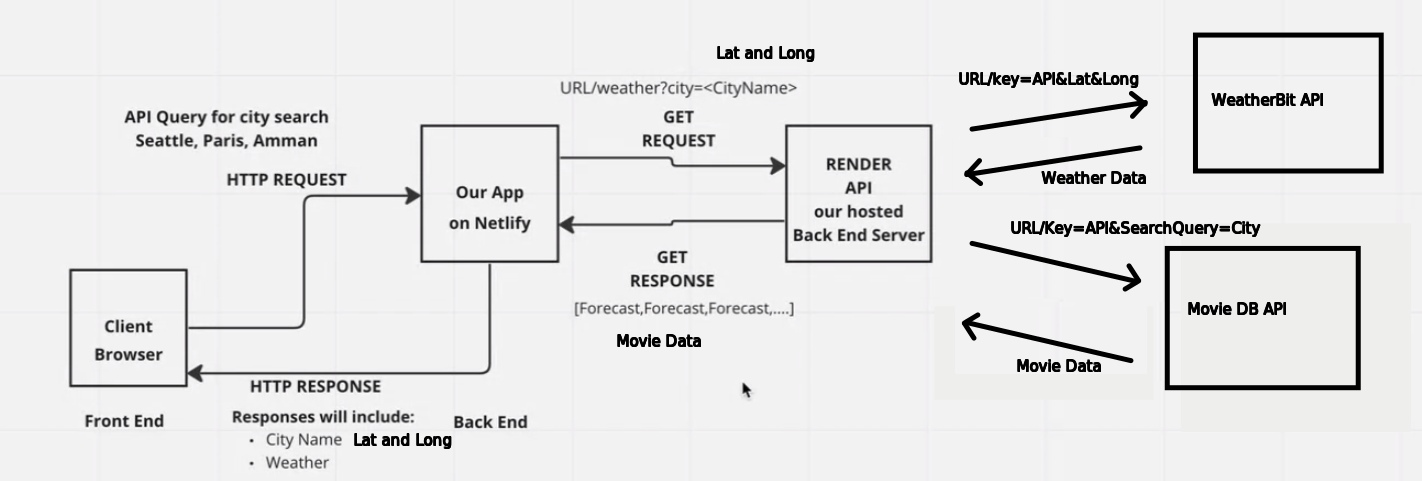 API Query for city search
Seattle, Paris, Amman
HTTP REQUEST
Client
Browser
Front End
HTTP RESPONSE
Responses will include:
• City Name Lat and Long
• Weather
Our App
on Netlify
Back End
Lat and Long
URL/weather?city=<CityName>
GET
REQUEST
GET
RESPONSE
[Forecast,Forecast,Forecast,....]
Movie Data
RENDER
API
our hosted
Back End Server
URL/key=API&Lat&Long
WeatherBit API
Weather Data
URL/Key=API&SearchQuery=City
Movie DB API
Movie Data